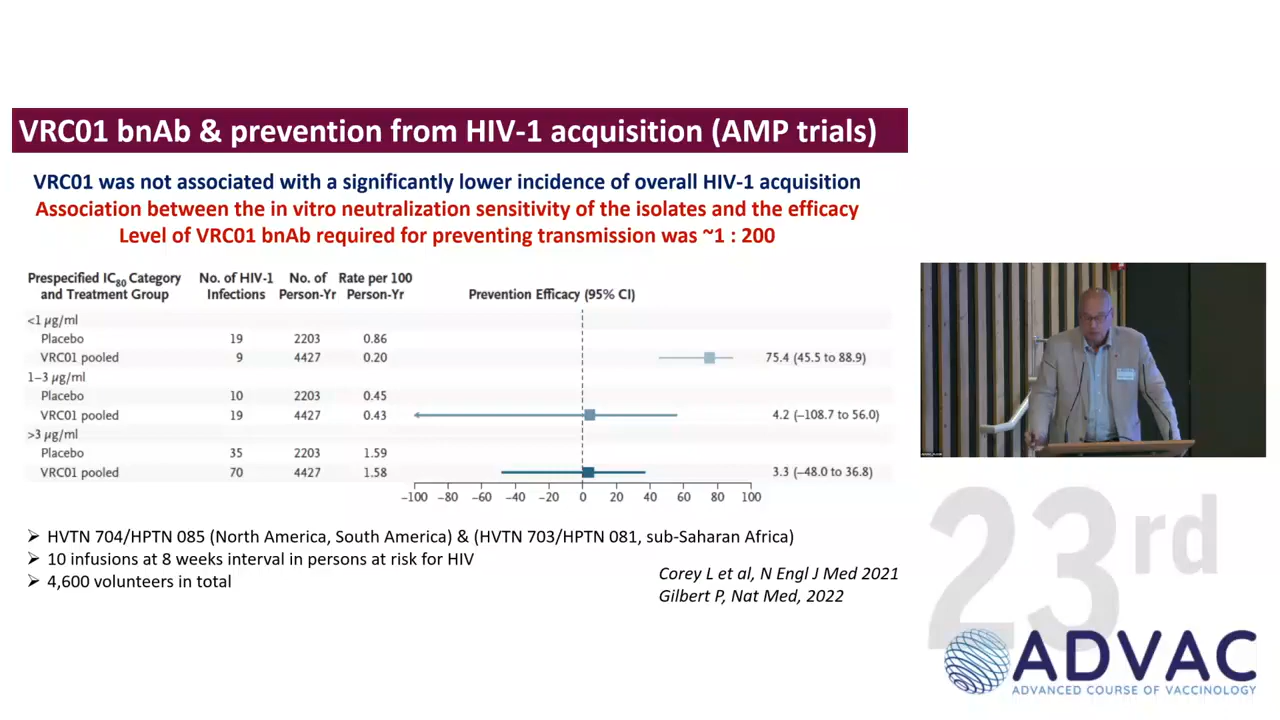 VRC01 bnAb & prevention from HIV-1 acquisition (AMP trials)
VRC01 was not associated with a significantly lower incidence of overall HIV-1 acquisition
Association between the in vitro neutralization sensitivity of the isolates and the efficacy
Level of VRC01 bnAb required for preventing transmission was ~1 : 200
Prespecified IC80 Category No. of HIV-1 No. of Rate per 100
and Treatment Group Infections Person-Yr Person-Yr Prevention Efficacy (95% CI)
<1 µg/ml
Placebo 19 2203 0.86
VRC01 pooled 9 4427 0.20 75.4 (45.5 to 88.9)
1–3 µg/ml
Placebo 10 2203 0.45
VRC01 pooled 19 4427 0.43 4.2 (–108.7 to 56.0)
>3 µg/ml
Placebo 35 2203 1.59
VRC01 pooled 70 4427 1.58 3.3 (–48.0 to 36.8)
–100 –80 –60 –40 –20 0 20 40 60 80 100
➢ HVTN 704/HPTN 085 (North America, South America) & (HVTN 703/HPTN 081, sub-Saharan Africa)
➢ 10 infusions at 8 weeks interval in persons at risk for HIV
➢ 4,600 volunteers in total
Corey L et al, N Engl J Med 2021
Gilbert P, Nat Med, 2022
23rd
ADVAC
ADVANCED COURSE OF VACCINOLOGY